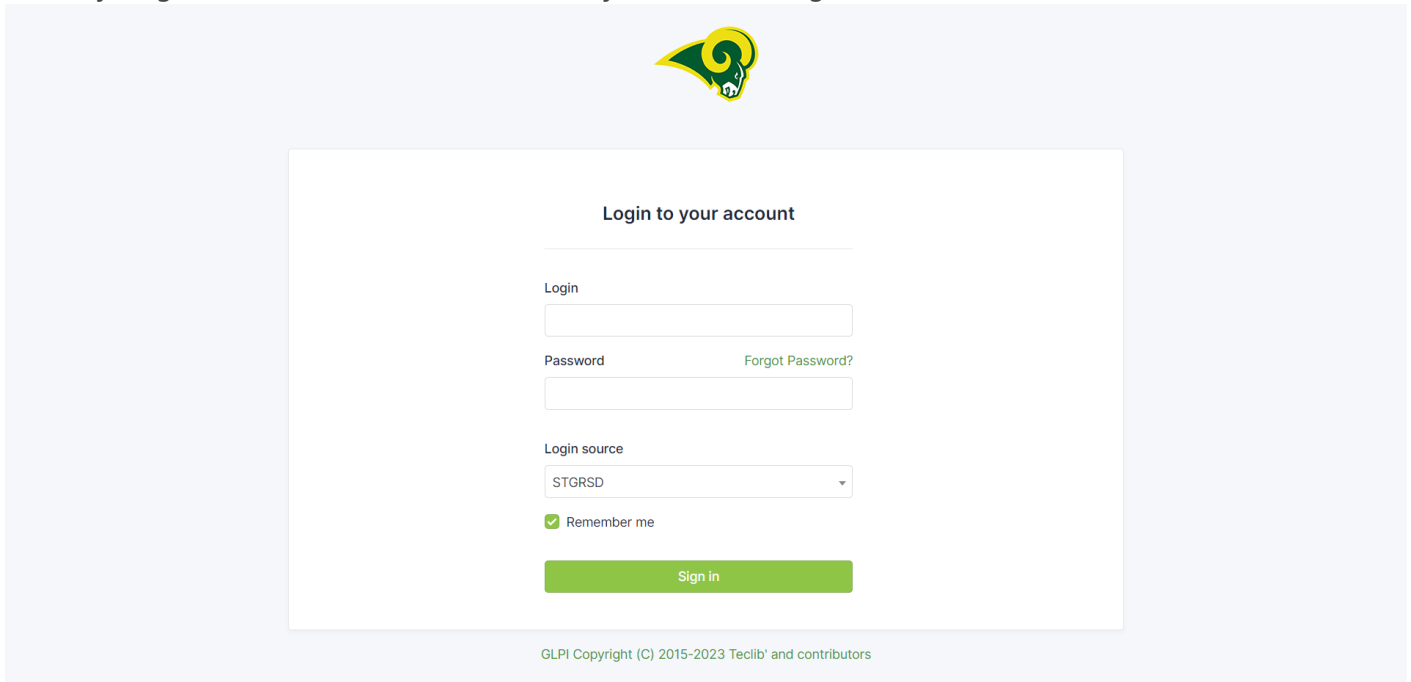 Login to your account
Login
Password Forgot Password?
Login source
STGRSD
Remember me
Sign in
GLPI Copyright (C) 2015-2023 Teclib' and contributors